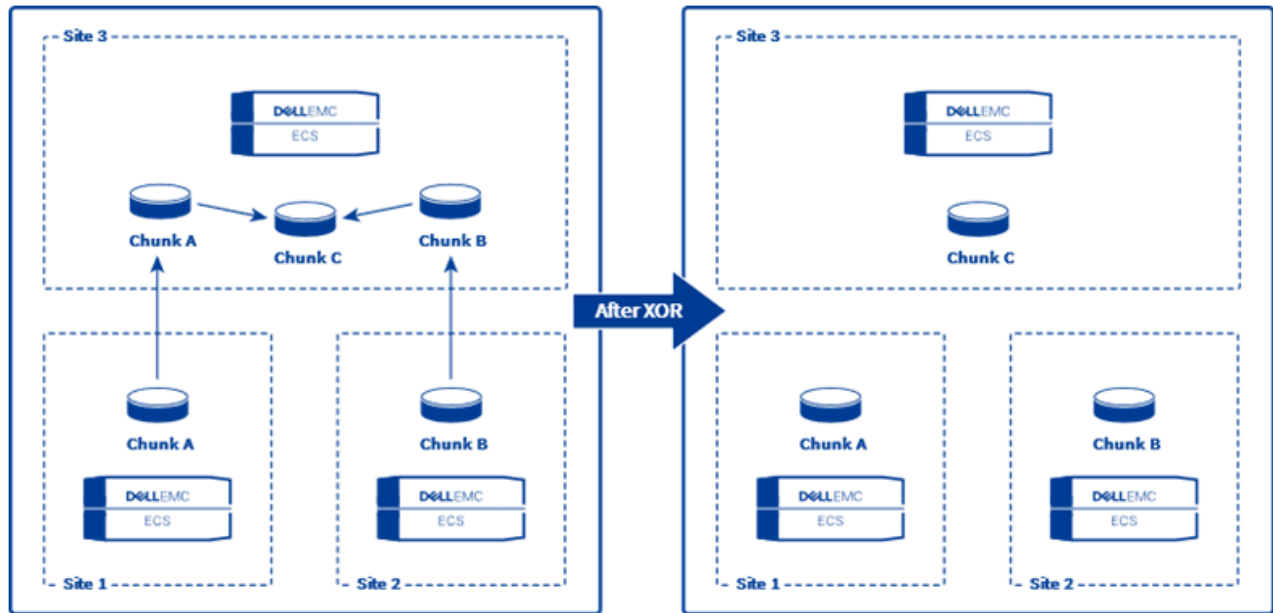 Site 3
DELLEMC
ECS
Chunk A
Chunk C
Chunk B
Chunk A
Chunk B
DELLEMC
ECS
DELLEMC
ECS
Site 1
Site 2
After XOR
Site 3
DELLEMC
ECS
Chunk C
Chunk A
Chunk B
DELLEMC
ECS
DELLEMC
ECS
Site 1
Site 2